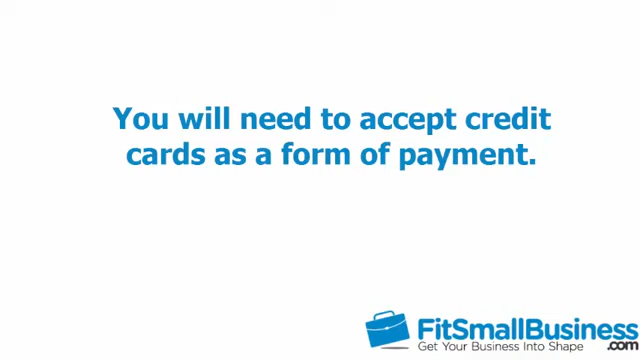 You will need to accept credit
cards as a form of payment.
FitSmallBusiness
Get Your Business Into Shape .com